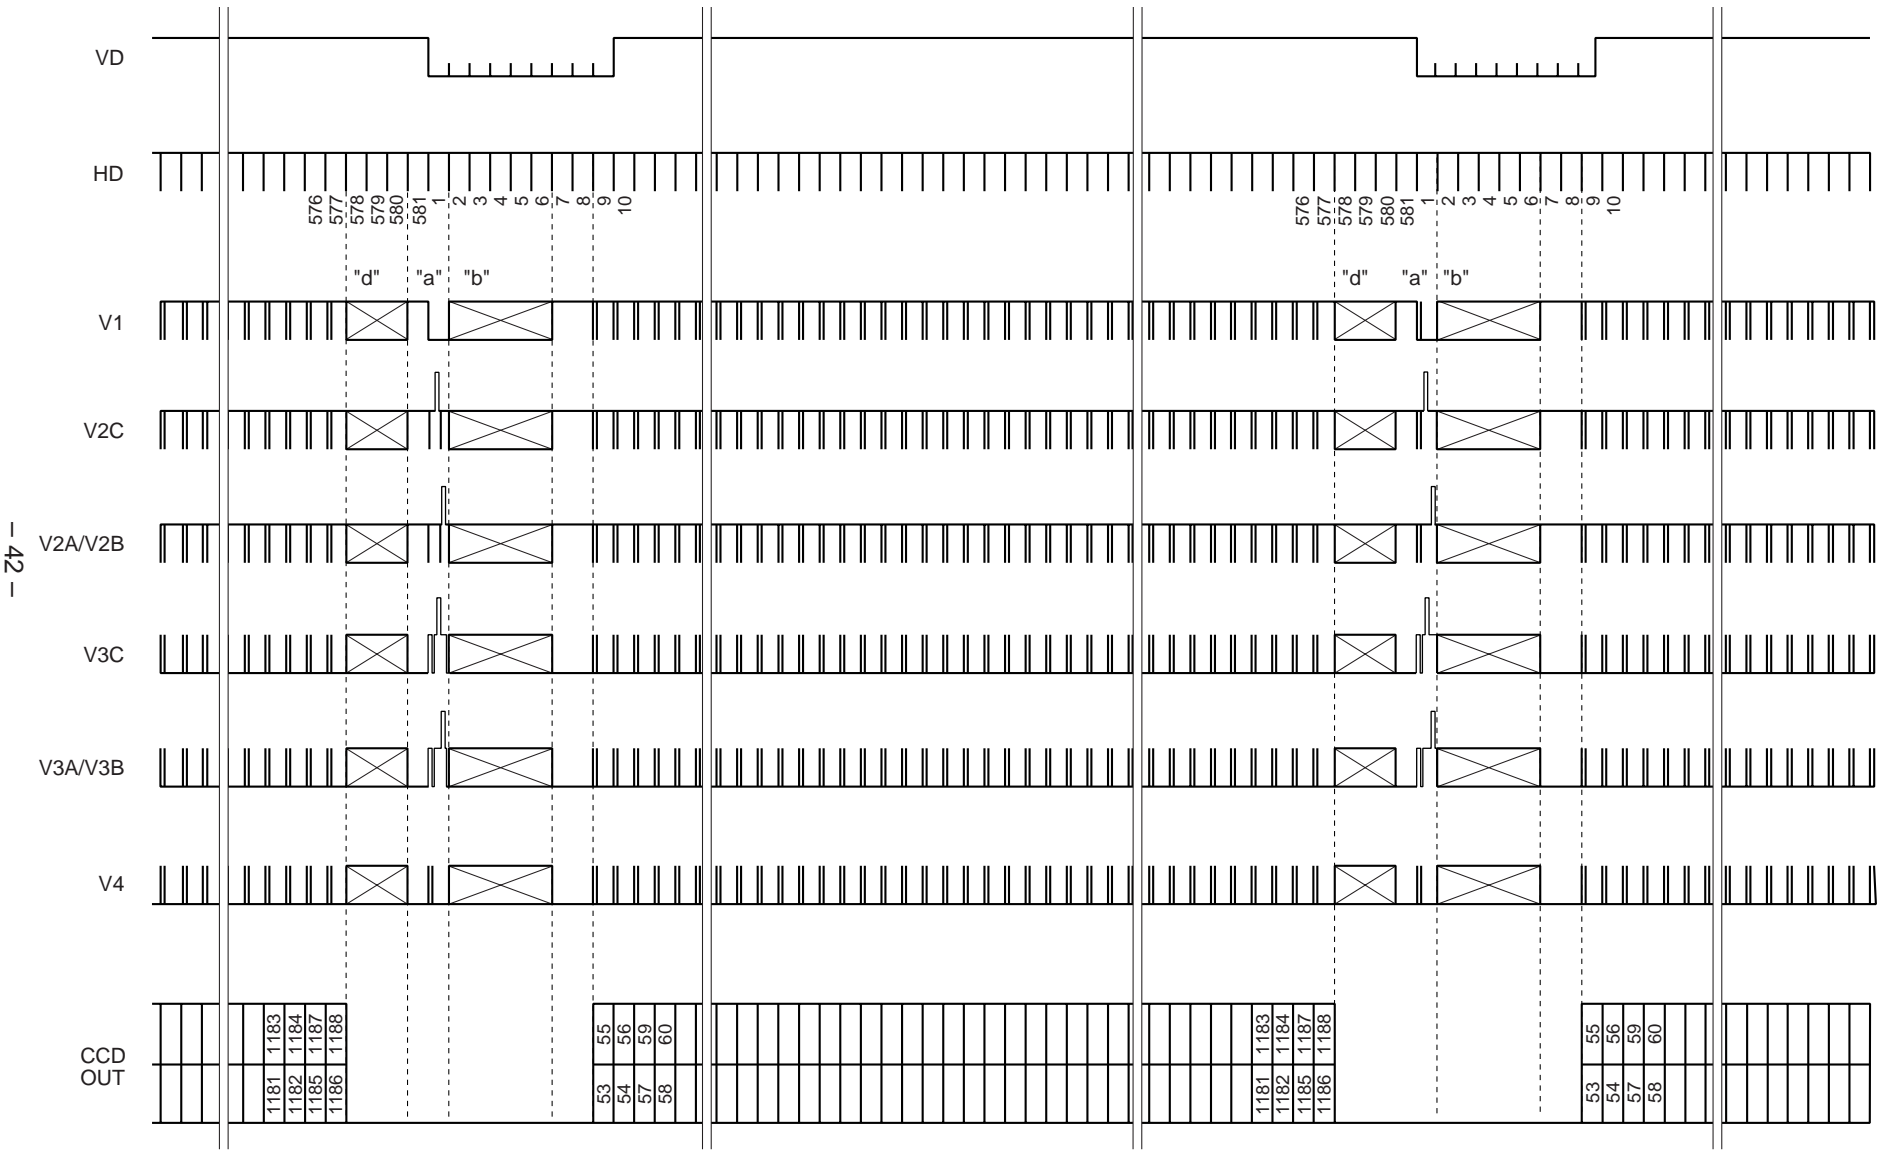 VD
HD
576 577 578 579 580 581 1 2 3 4 5 6 7 8 9 10
576 577 578 579 580 581 1 2 3 4 5 6 7 8 9 10
"d" "a" "b"
"d" "a" "b"
V1
V2C
V2A/V2B
V3C
V3A/V3B
V4
CCD
OUT
1183 1184 1187 1188
1181 1182 1185 1186
55 56 59 60
53 54 57 58
1183 1184 1187 1188
1181 1182 1185 1186
55 56 59 60
53 54 57 58
– 42 –